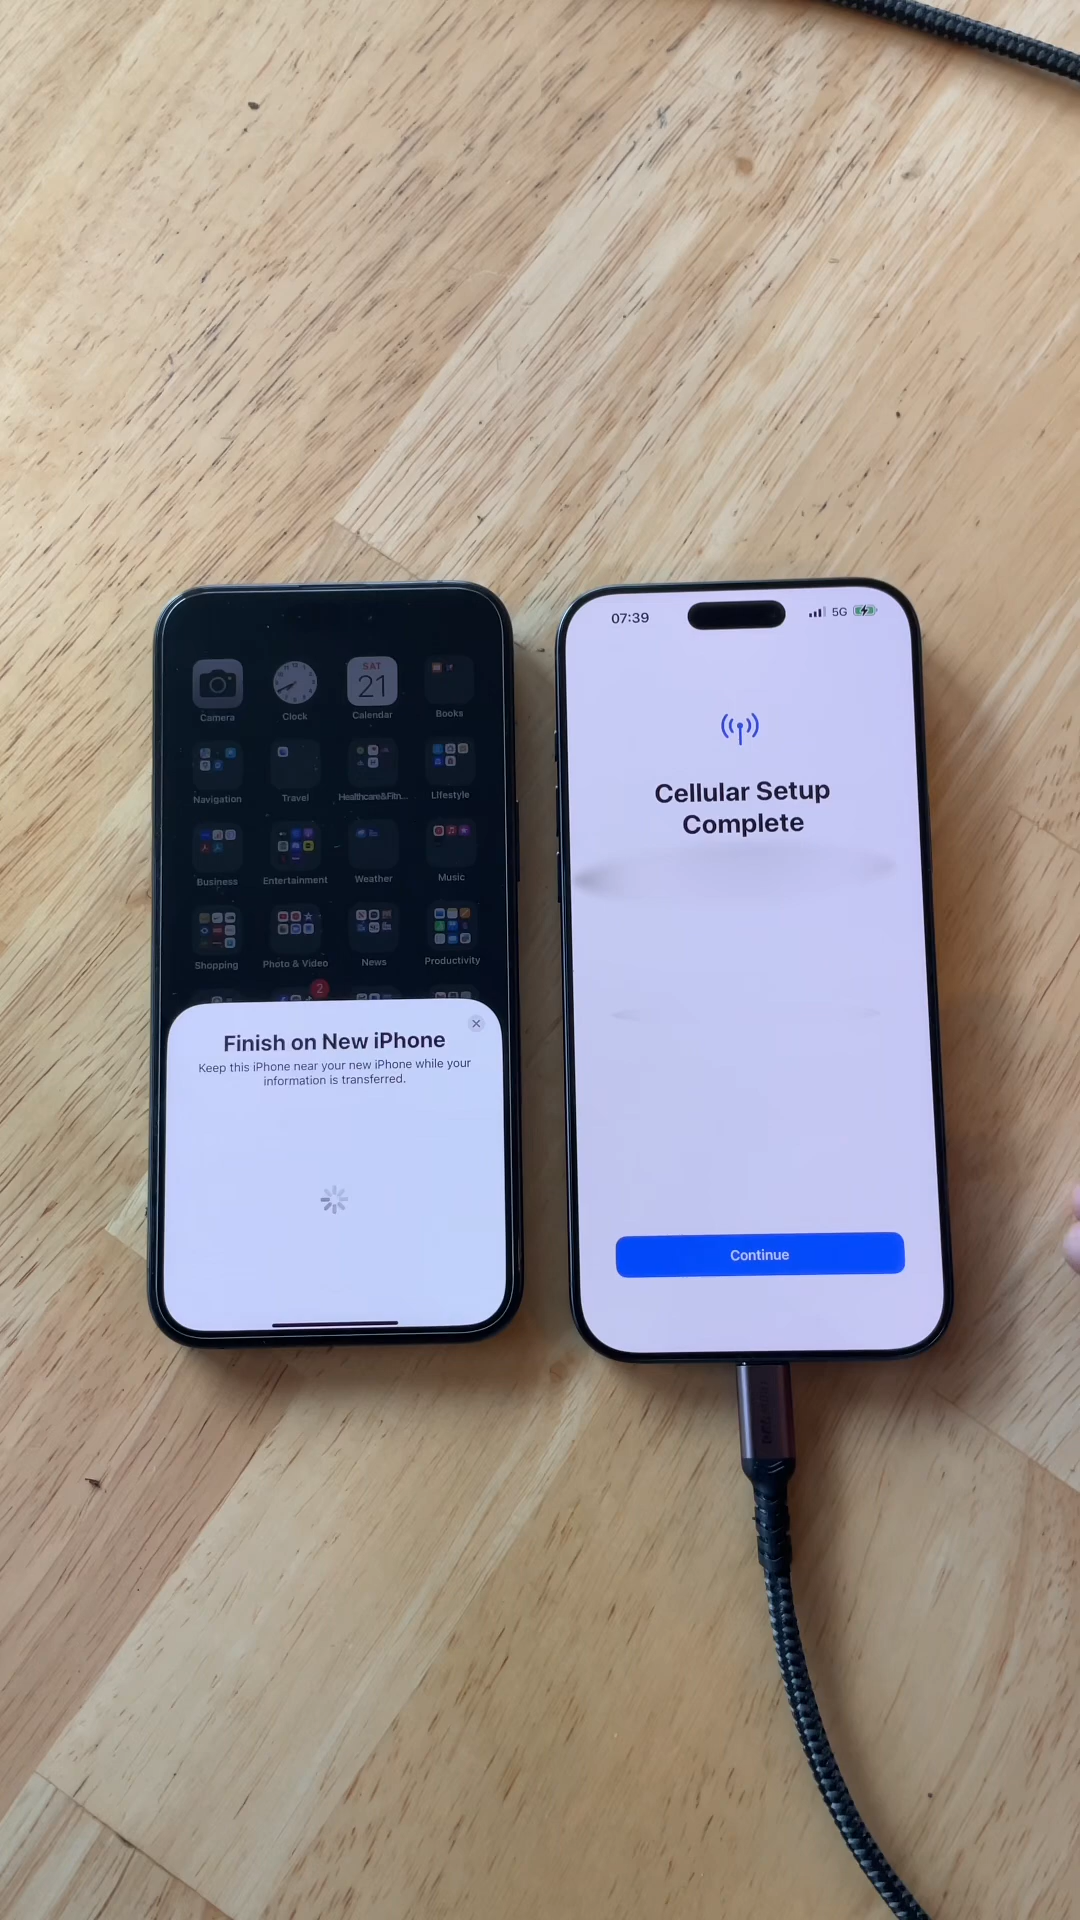 SAT
21
Camera
Clock
Calendar
Books
Navigation
Travel
Healthcare&Fitn...
Lifestyle
Business
Entertainment
Weather
Music
Shopping
Photo & Video
News
Productivity
2
Finish on New iPhone
Keep this iPhone near your new iPhone while your
information is transferred.
07:39
5G
Cellular Setup
Complete
Continue